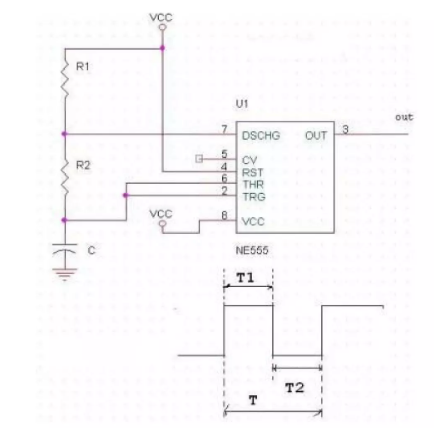 VCC
R1
U1
out
7 DSCHG OUT 3
R2
5 CV
4 RST
6 THR
2 TRG
VCC
8 VCC
C
NE555
T1
T2
T